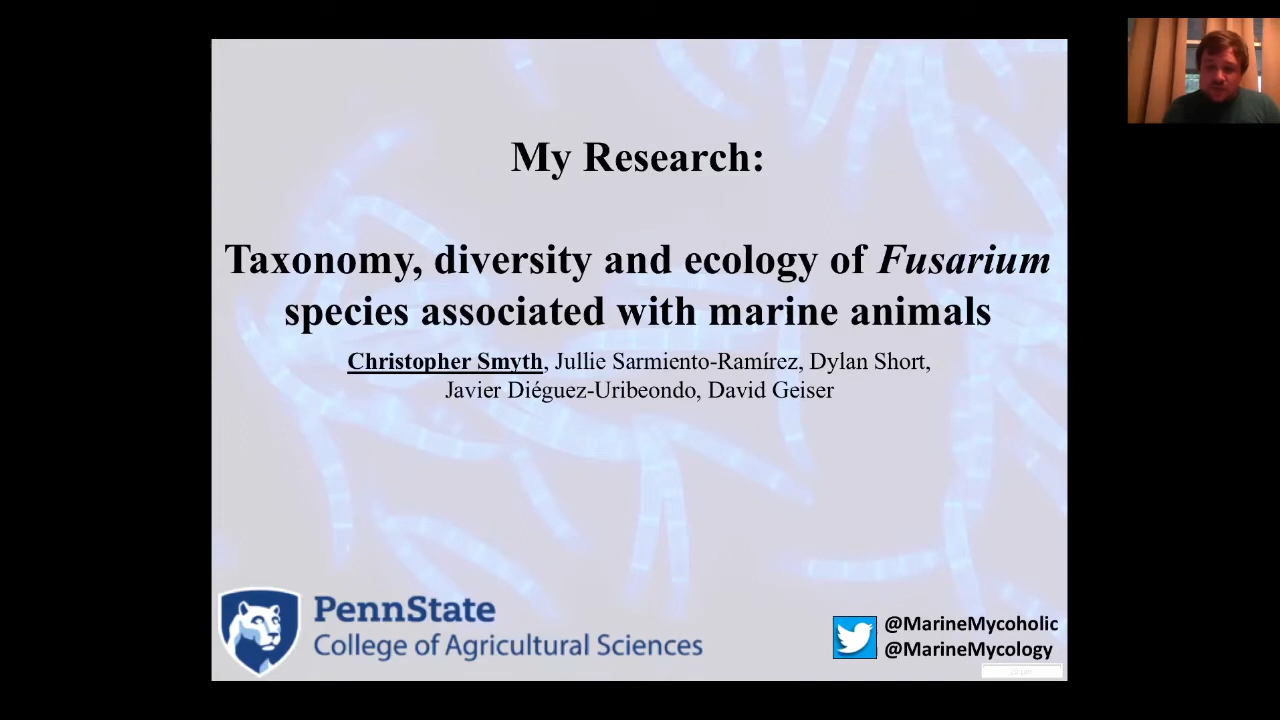 My Research:
Taxonomy, diversity and ecology of Fusarium
species associated with marine animals
Christopher Smyth, Jullie Sarmiento-Ramírez, Dylan Short,
Javier Diéguez-Uribeondo, David Geiser
PennState
College of Agricultural Sciences
@MarineMycoholic
@MarineMycology